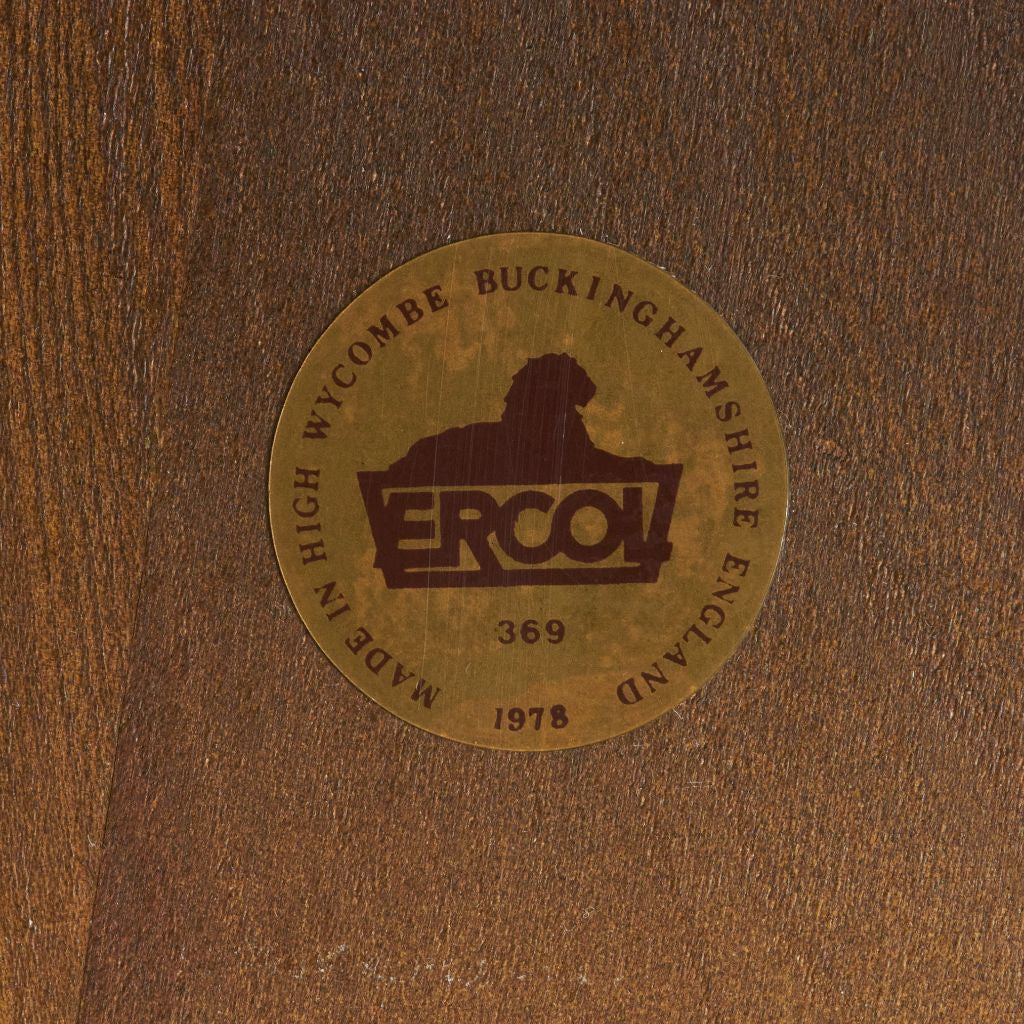 MADE IN HIGH WYCOMBE BUCKINGHAMSHIRE ENGLAND
ERCOL
369
1978